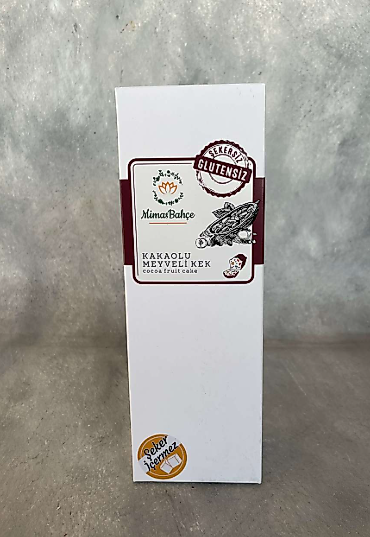 ŞEKERSİZ
GLUTENSİZ
MimasBahçe
KAKAOLU
MEYVELİ KEK
cocoa fruit cake
Şeker
İçermez